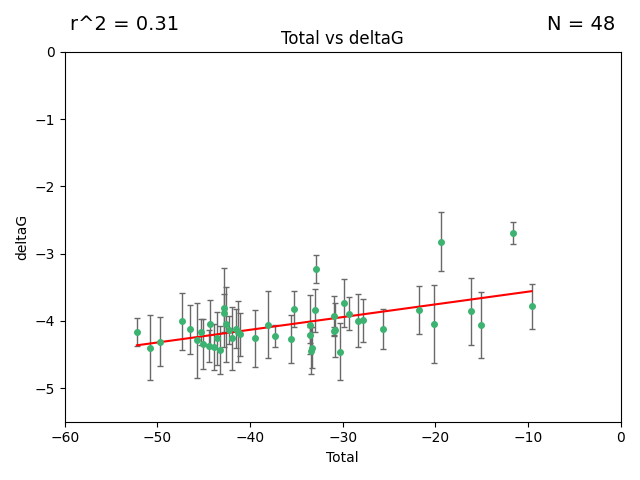 r^2 = 0.31
N = 48
Total vs deltaG
0
−1
−2
−3
−4
−5
deltaG
−60
−50
−40
−30
−20
−10
0
Total